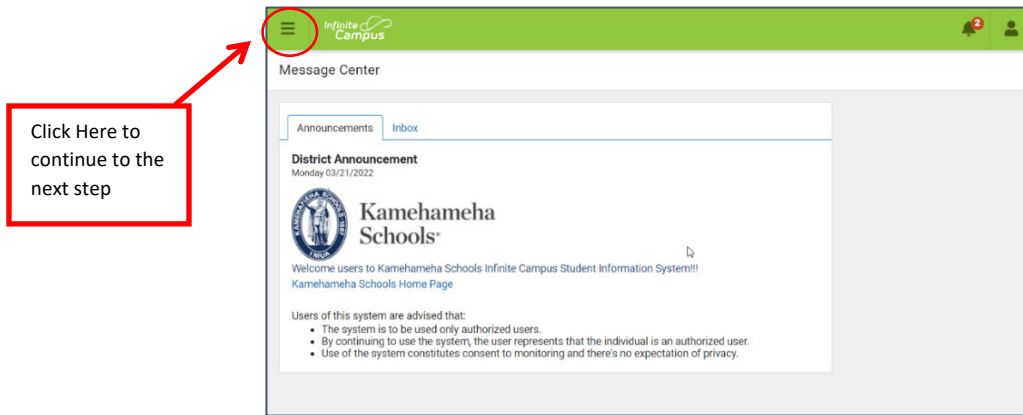 Infinite
Campus
2
Message Center
Click Here to
continue to the
next step
Announcements Inbox
District Announcement
Monday 03/21/2022
KAMEHAMEHA SCHOOLS 1887
IMUA
Kamehameha
Schools®
Welcome users to Kamehameha Schools Infinite Campus Student Information System!!!
Kamehameha Schools Home Page
Users of this system are advised that:
• The system is to be used only authorized users.
• By continuing to use the system, the user represents that the individual is an authorized user.
• Use of the system constitutes consent to monitoring and there's no expectation of privacy.